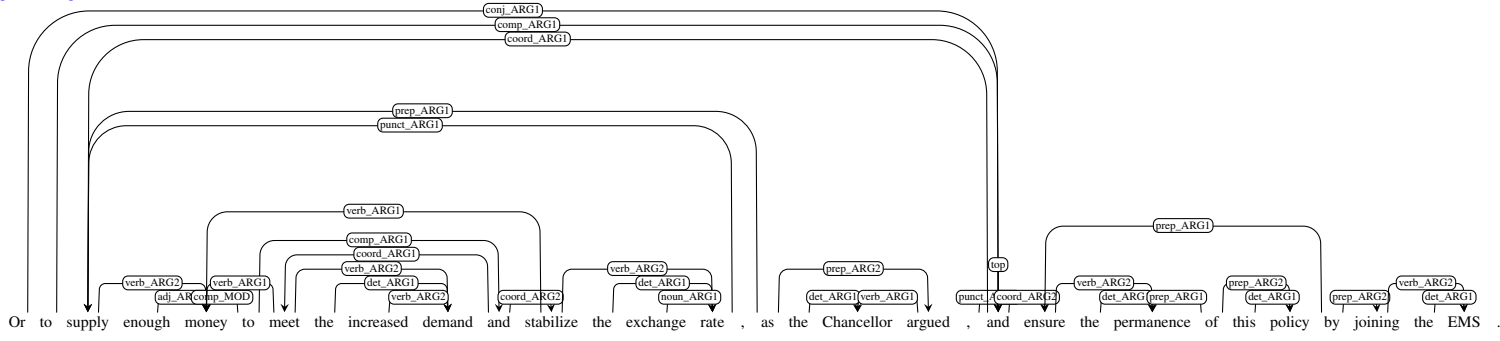 conj_ARG1
comp_ARG1
coord_ARG1
prep_ARG1
punct_ARG1
verb_ARG1
prep_ARG1
comp_ARG1
coord_ARG1
top
verb_ARG2 verb_ARG1 verb_ARG2 verb_ARG2 prep_ARG2 verb_ARG2 prep_ARG2 verb_ARG2
det_ARG1 det_ARG1
comp_MOD verb_ARG2 coord_ARG2 noun_ARG1 det_ARG1 verb_ARG1 coord_ARG2 prep_ARG1 det_ARG1 prep_ARG2 det_ARG1
Or to supply enough money to meet the increased demand and stabilize the exchange rate , as the Chancellor argued , and ensure the permanence of this policy by joining the EMS .